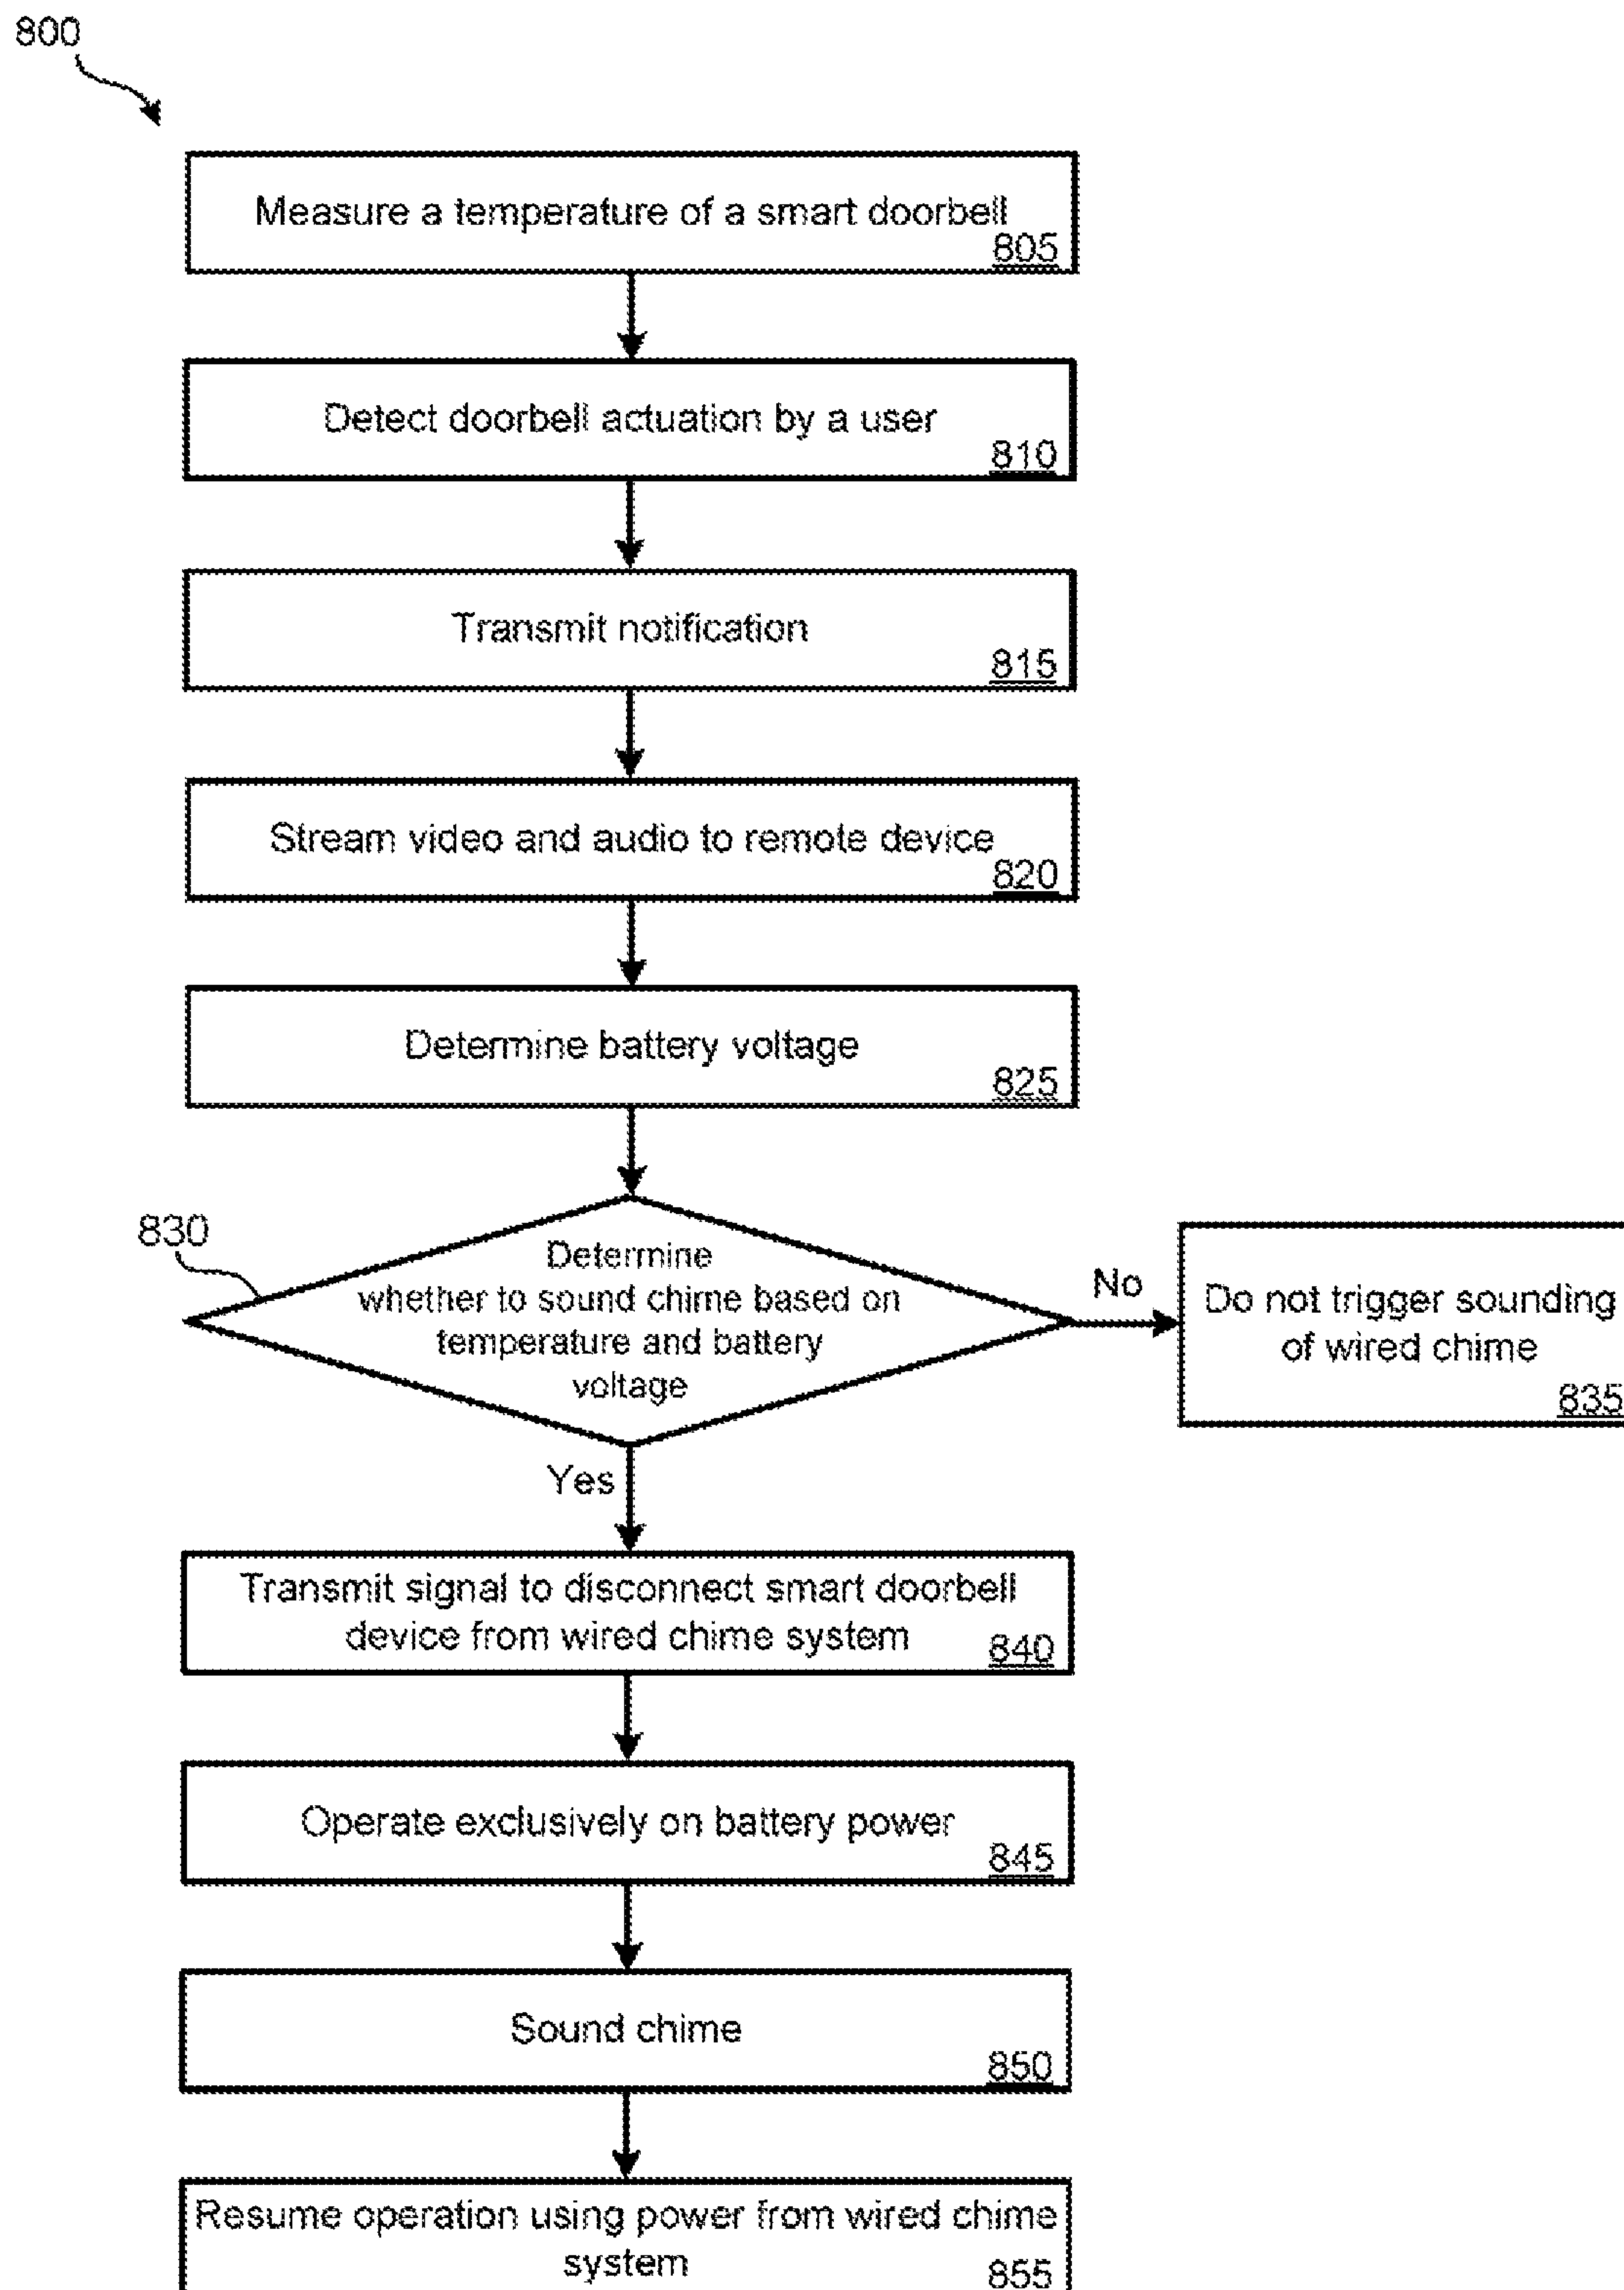 800
Measure a temperature of a smart doorbell
805
Detect doorbell actuation by a user
810
Transmit notification
815
Stream video and audio to remote device
820
Determine battery voltage
825
830
Determine
whether to sound chime based on
temperature and battery
voltage
No
Do not trigger sounding
of wired chime
835
Yes
Transmit signal to disconnect smart doorbell
device from wired chime system
840
Operate exclusively on battery power
845
Sound chime
850
Resume operation using power from wired chime
system
855